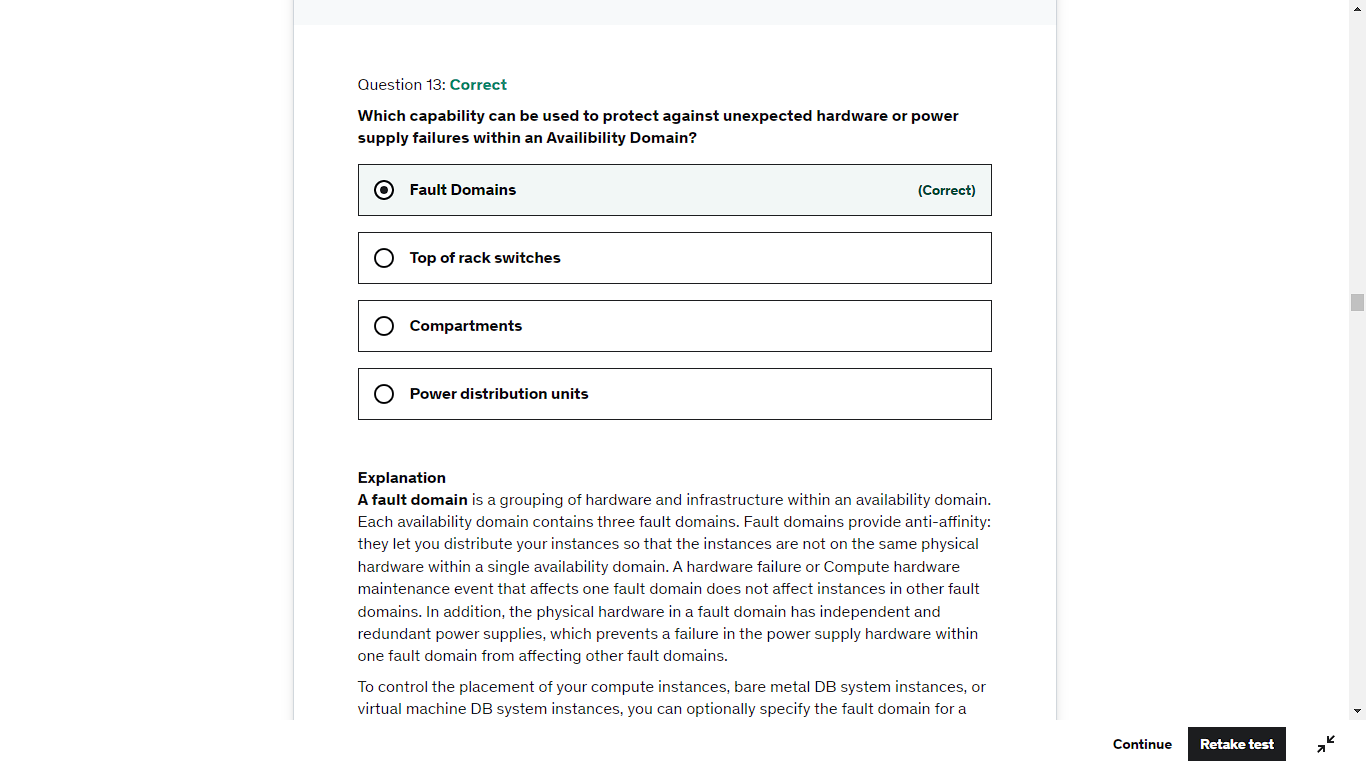 Question 13: Correct
Which capability can be used to protect against unexpected hardware or power
supply failures within an Availibility Domain?
Fault Domains
(Correct)
Top of rack switches
Compartments
Power distribution units
Explanation
A fault domain is a grouping of hardware and infrastructure within an availability domain.
Each availability domain contains three fault domains. Fault domains provide anti-affinity:
they let you distribute your instances so that the instances are not on the same physical
hardware within a single availability domain. A hardware failure or Compute hardware
maintenance event that affects one fault domain does not affect instances in other fault
domains. In addition, the physical hardware in a fault domain has independent and
redundant power supplies, which prevents a failure in the power supply hardware within
one fault domain from affecting other fault domains.
To control the placement of your compute instances, bare metal DB system instances, or
virtual machine DB system instances, you can optionally specify the fault domain for a
Continue
Retake test